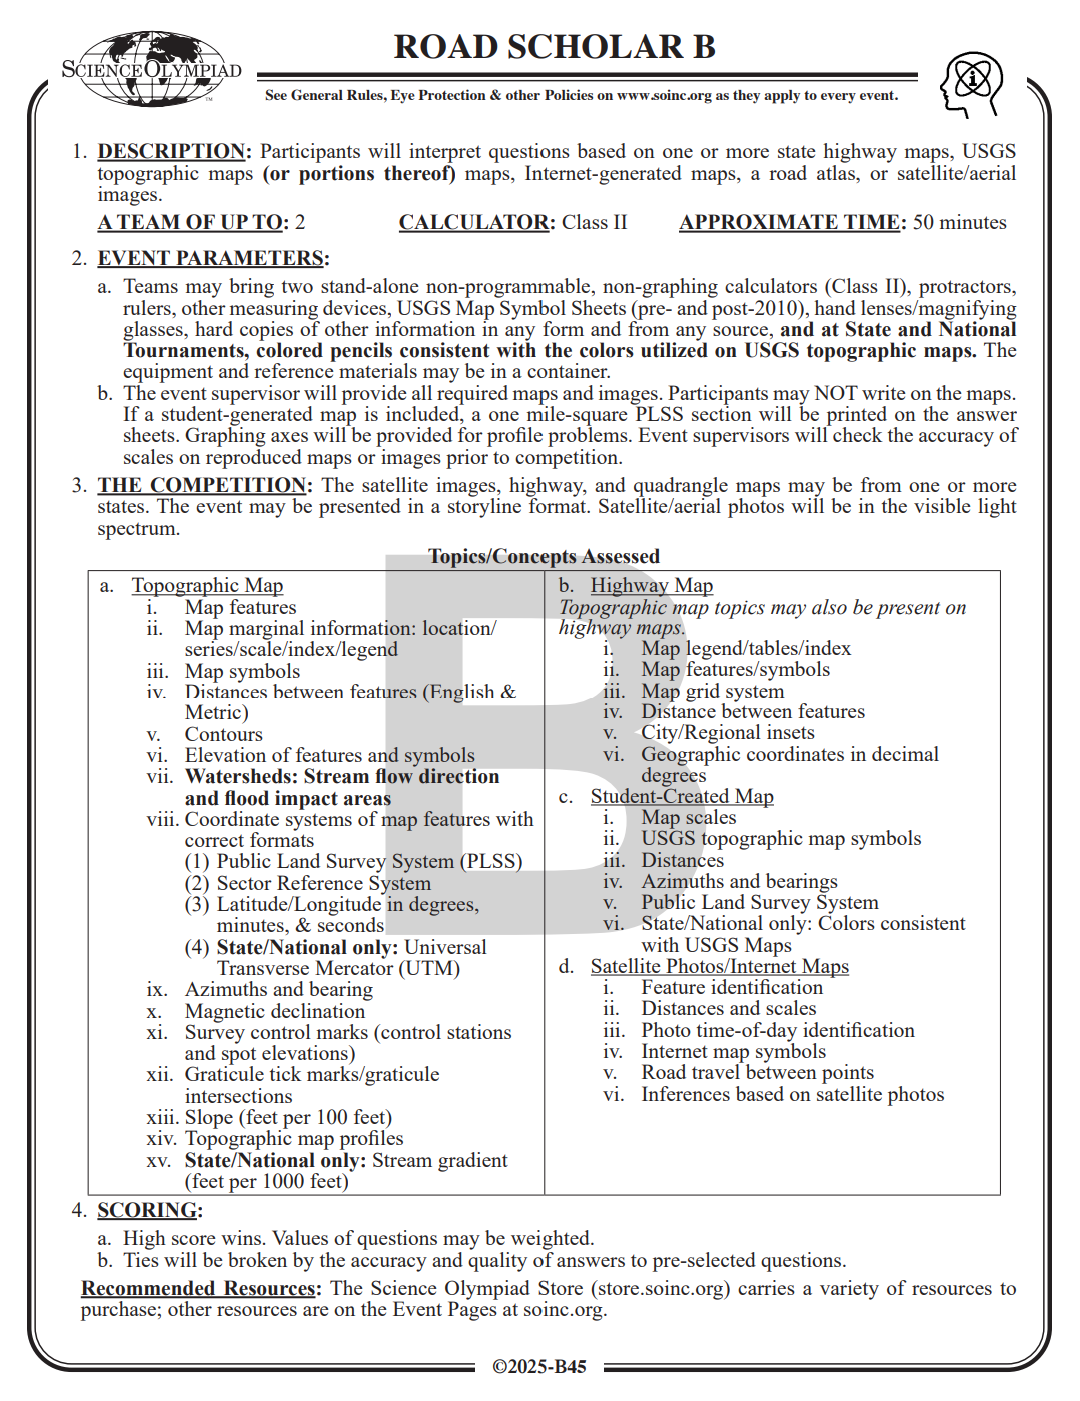 ROAD SCHOLAR B
SCIENCE OLYMPIAD
TM
See General Rules, Eye Protection & other Policies on www.soinc.org as they apply to every event.
1. DESCRIPTION: Participants will interpret questions based on one or more state highway maps, USGS
topographic maps (or portions thereof) maps, Internet-generated maps, a road atlas, or satellite/aerial
images.
A TEAM OF UP TO: 2 CALCULATOR: Class II APPROXIMATE TIME: 50 minutes
2. EVENT PARAMETERS:
a. Teams may bring two stand-alone non-programmable, non-graphing calculators (Class II), protractors,
rulers, other measuring devices, USGS Map Symbol Sheets (pre- and post-2010), hand lenses/magnifying
glasses, hard copies of other information in any form and from any source, and at State and National
Tournaments, colored pencils consistent with the colors utilized on USGS topographic maps. The
equipment and reference materials may be in a container.
b. The event supervisor will provide all required maps and images. Participants may NOT write on the maps.
If a student-generated map is included, a one mile-square PLSS section will be printed on the answer
sheets. Graphing axes will be provided for profile problems. Event supervisors will check the accuracy of
scales on reproduced maps or images prior to competition.
3. THE COMPETITION: The satellite images, highway, and quadrangle maps may be from one or more
states. The event may be presented in a storyline format. Satellite/aerial photos will be in the visible light
spectrum.
Topics/Concepts Assessed
a. Topographic Map
i. Map features
ii. Map marginal information: location/
series/scale/index/legend
iii. Map symbols
iv. Distances between features (English &
Metric)
v. Contours
vi. Elevation of features and symbols
vii. Watersheds: Stream flow direction
and flood impact areas
viii. Coordinate systems of map features with
correct formats
(1) Public Land Survey System (PLSS)
(2) Sector Reference System
(3) Latitude/Longitude in degrees,
minutes, & seconds
(4) State/National only: Universal
Transverse Mercator (UTM)
ix. Azimuths and bearing
x. Magnetic declination
xi. Survey control marks (control stations
and spot elevations)
xii. Graticule tick marks/graticule
intersections
xiii. Slope (feet per 100 feet)
xiv. Topographic map profiles
xv. State/National only: Stream gradient
(feet per 1000 feet)
b. Highway Map
Topographic map topics may also be present on
highway maps.
i. Map legend/tables/index
ii. Map features/symbols
iii. Map grid system
iv. Distance between features
v. City/Regional insets
vi. Geographic coordinates in decimal
degrees
c. Student-Created Map
i. Map scales
ii. USGS topographic map symbols
iii. Distances
iv. Azimuths and bearings
v. Public Land Survey System
vi. State/National only: Colors consistent
with USGS Maps
d. Satellite Photos/Internet Maps
i. Feature identification
ii. Distances and scales
iii. Photo time-of-day identification
iv. Internet map symbols
v. Road travel between points
vi. Inferences based on satellite photos
B
4. SCORING:
a. High score wins. Values of questions may be weighted.
b. Ties will be broken by the accuracy and quality of answers to pre-selected questions.
Recommended Resources: The Science Olympiad Store (store.soinc.org) carries a variety of resources to
purchase; other resources are on the Event Pages at soinc.org.
©2025-B45